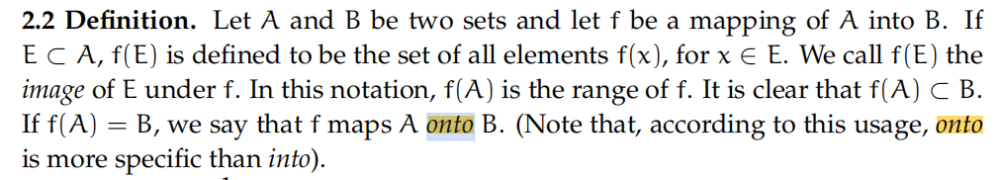 2.2 Definition. Let A and B be two sets and let f be a mapping of A into B. If
E ⊂ A, f(E) is defined to be the set of all elements f(x), for x ∈ E. We call f(E) the
image of E under f. In this notation, f(A) is the range of f. It is clear that f(A) ⊂ B.
If f(A) = B, we say that f maps A onto B. (Note that, according to this usage, onto
is more specific than into).